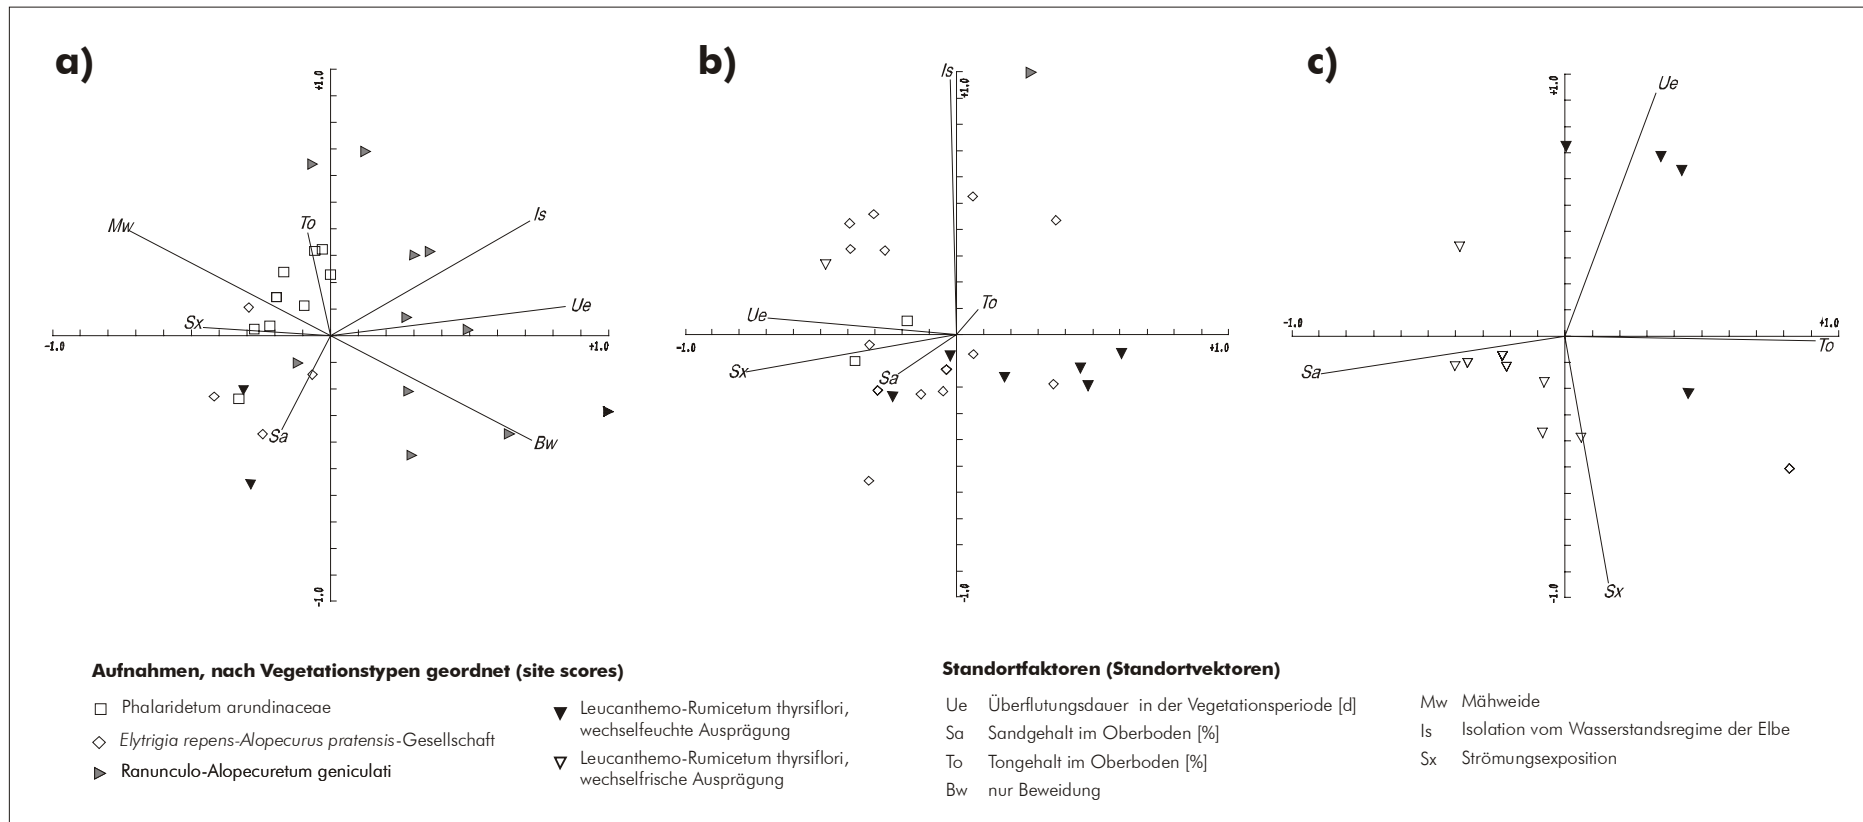 a)
+1.0
Mw
To
Is
Sx
Ue
-1.0
+1.0
Sa
Bw
-1.0
b)
Is
+1.0
To
Ue
-1.0
+1.0
Sx
Sa
-1.0
c)
+1.0
Ue
-1.0
+1.0
To
Sa
Sx
-1.0
Aufnahmen, nach Vegetationstypen geordnet (site scores)
Phalaridetum arundinaceae
Elytrigia repens-Alopecurus pratensis-Gesellschaft
Ranunculo-Alopecuretum geniculati
Leucanthemo-Rumicetum thyrsiflori,
wechselfeuchte Ausprägung
Leucanthemo-Rumicetum thyrsiflori,
wechselfrische Ausprägung
Standortfaktoren (Standortvektoren)
Ue Überflutungsdauer in der Vegetationsperiode [d]
Sa Sandgehalt im Oberboden [%]
To Tongehalt im Oberboden [%]
Bw nur Beweidung
Mw Mähweide
Is Isolation vom Wasserstandsregime der Elbe
Sx Strömungsexposition